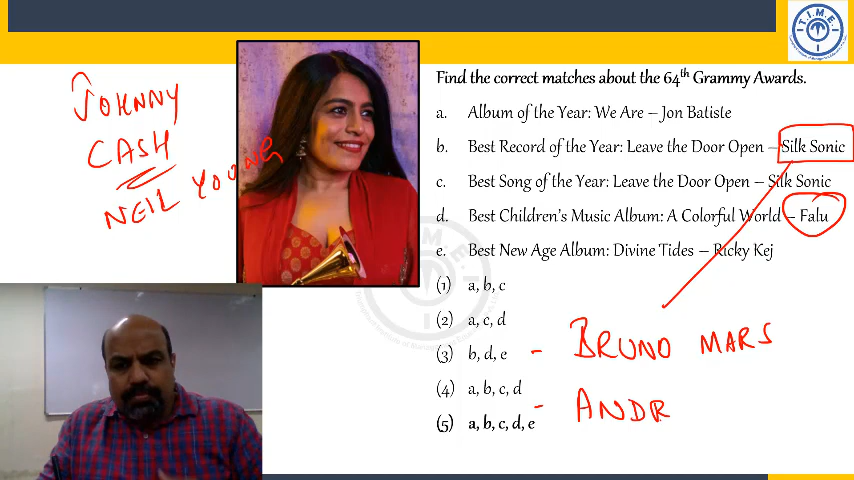 T.I.M.E.
JOHNNY
CASH
NEIL YOUNG
Find the correct matches about the 64th Grammy Awards.
a. Album of the Year: We Are – Jon Batiste
b. Best Record of the Year: Leave the Door Open – Silk Sonic
c. Best Song of the Year: Leave the Door Open – Silk Sonic
d. Best Children's Music Album: A Colorful World – Falu
e. Best New Age Album: Divine Tides – Ricky Kej
(1) a, b, c
(2) a, c, d
(3) b, d, e
(4) a, b, c, d
(5) a, b, c, d, e
- BRUNO MARS
- ANDR